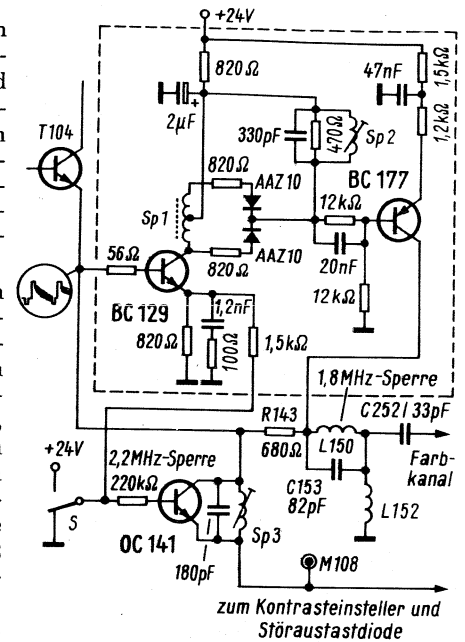 +24V
820Ω
47nF
1,5kΩ
2µF
+
T104
330pF
470Ω
Sp2
1,2kΩ
820Ω
AAZ10
BC 177
Sp1
12kΩ
56Ω
820Ω
AAZ10
20nF
BC 129
1,2nF
12kΩ
820Ω
100Ω
1,5kΩ
1,8MHz-Sperre
R143
C252/33pF
+24V
2,2MHz-Sperre
680Ω
L150
Farb-
kanal
220kΩ
C153
82pF
S
L152
OC 141
Sp3
180pF
M108
zum Kontrasteinsteller und
Störaustastdiode